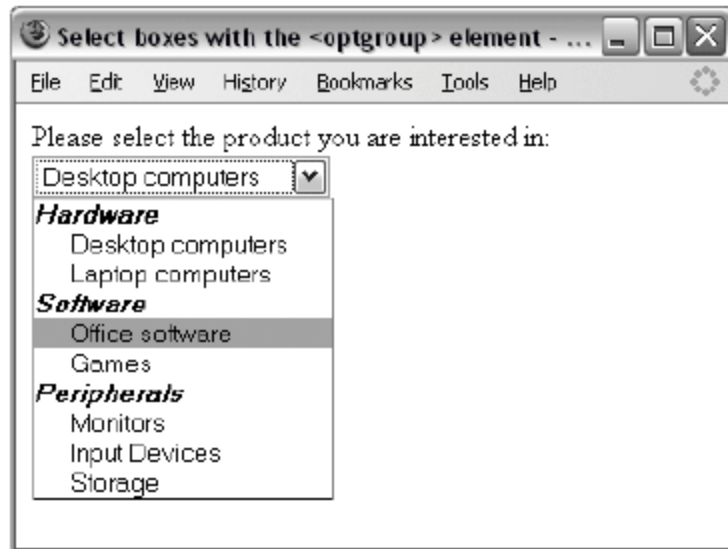 Select boxes with the <optgroup> element - ...
File Edit View History Bookmarks Tools Help
Please select the product you are interested in:
Desktop computers
Hardware
Desktop computers
Laptop computers
Software
Office software
Games
Peripherals
Monitors
Input Devices
Storage